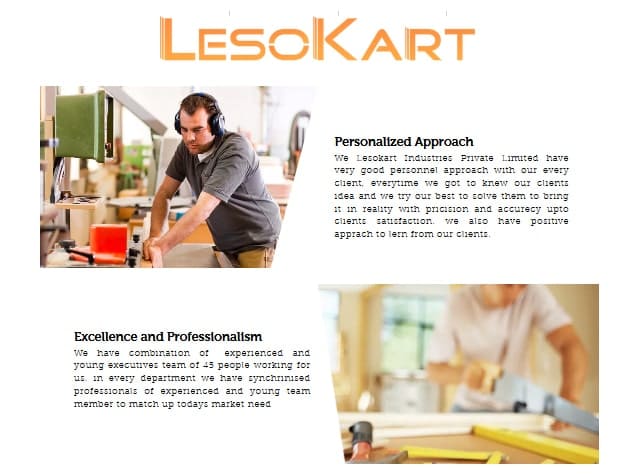 LESOKART
Personalized Approach
We Lesokart Industries Private Limited have
very good personnel approach with our every
client, everytime we got to knew our clients
idea and we try our best to solve them to bring
it in reality with pricision and accurecy upto
clients satisfaction. we also have positive
apprach to lern from our clients.
Excellence and Professionalism
We have combination of experienced and
young executives team of 45 people working for
us, in every department we have synchrinised
professionals of experienced and young team
member to match up todays market need